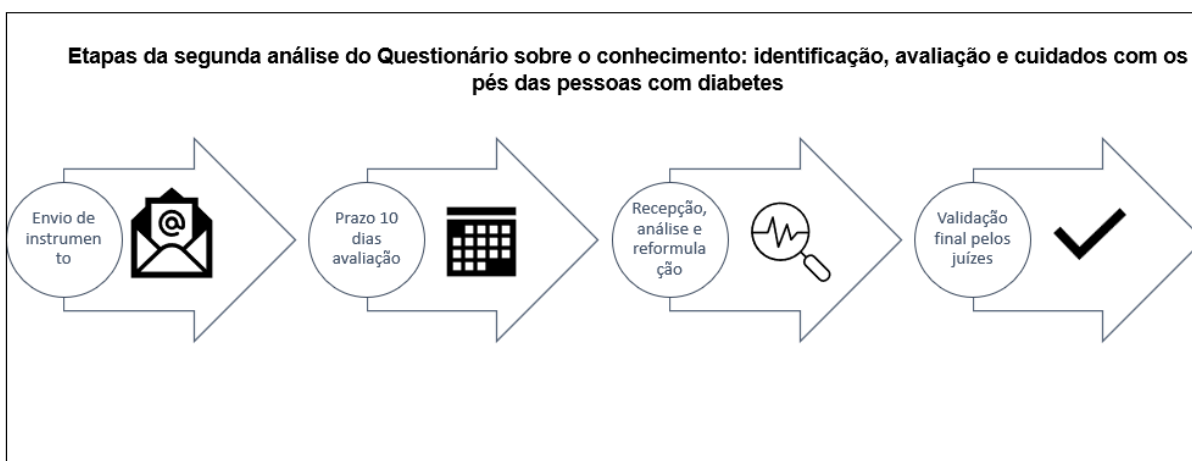 Etapas da segunda análise do Questionário sobre o conhecimento: identificação, avaliação e cuidados com os
pés das pessoas com diabetes
Envio de
instrumen
to
@
Prazo 10
dias
avaliação
Recepção,
análise e
reformula
ção
Validação
final pelos
juízes